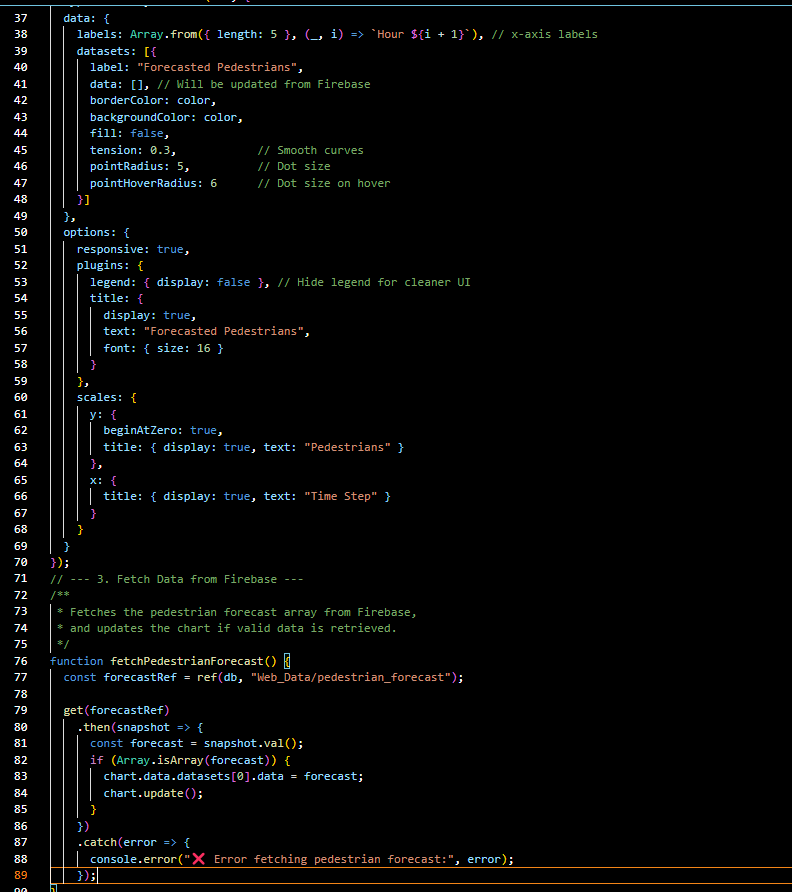 37 data: {
38 labels: Array.from({ length: 5 }, (_, i) => `Hour ${i + 1}`), // x-axis labels
39 datasets: [{
40 label: "Forecasted Pedestrians",
41 data: [], // Will be updated from Firebase
42 borderColor: color,
43 backgroundColor: color,
44 fill: false,
45 tension: 0.3, // Smooth curves
46 pointRadius: 5, // Dot size
47 pointHoverRadius: 6 // Dot size on hover
48 }]
49 },
50 options: {
51 responsive: true,
52 plugins: {
53 legend: { display: false }, // Hide legend for cleaner UI
54 title: {
55 display: true,
56 text: "Forecasted Pedestrians",
57 font: { size: 16 }
58 }
59 },
60 scales: {
61 y: {
62 beginAtZero: true,
63 title: { display: true, text: "Pedestrians" }
64 },
65 x: {
66 title: { display: true, text: "Time Step" }
67 }
68 }
69 }
70 });
71 // --- 3. Fetch Data from Firebase ---
72 /**
73 * Fetches the pedestrian forecast array from Firebase,
74 * and updates the chart if valid data is retrieved.
75 */
76 function fetchPedestrianForecast() {
77 const forecastRef = ref(db, "Web_Data/pedestrian_forecast");
78
79 get(forecastRef)
80 .then(snapshot => {
81 const forecast = snapshot.val();
82 if (Array.isArray(forecast)) {
83 chart.data.datasets[0].data = forecast;
84 chart.update();
85 }
86 })
87 .catch(error => {
88 console.error("❌ Error fetching pedestrian forecast:", error);
89 });
90 }